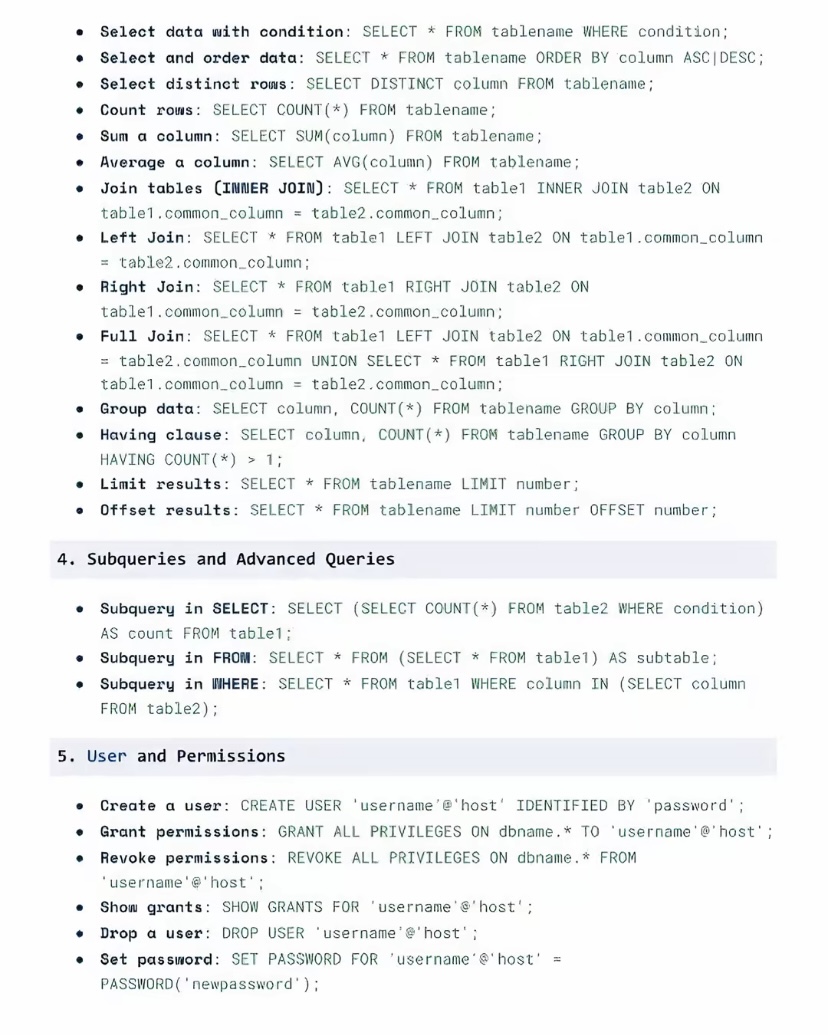 • Select data with condition: SELECT * FROM tablename WHERE condition;
• Select and order data: SELECT * FROM tablename ORDER BY column ASC|DESC;
• Select distinct rows: SELECT DISTINCT column FROM tablename;
• Count rows: SELECT COUNT(*) FROM tablename;
• Sum a column: SELECT SUM(column) FROM tablename;
• Average a column: SELECT AVG(column) FROM tablename;
• Join tables (INNER JOIN): SELECT * FROM table1 INNER JOIN table2 ON
table1.common_column = table2.common_column;
• Left Join: SELECT * FROM table1 LEFT JOIN table2 ON table1.common_column
= table2.common_column;
• Right Join: SELECT * FROM table1 RIGHT JOIN table2 ON
table1.common_column = table2.common_column;
• Full Join: SELECT * FROM table1 LEFT JOIN table2 ON table1.common_column
= table2.common_column UNION SELECT * FROM table1 RIGHT JOIN table2 ON
table1.common_column = table2.common_column;
• Group data: SELECT column, COUNT(*) FROM tablename GROUP BY column;
• Having clause: SELECT column, COUNT(*) FROM tablename GROUP BY column
HAVING COUNT(*) > 1;
• Limit results: SELECT * FROM tablename LIMIT number;
• Offset results: SELECT * FROM tablename LIMIT number OFFSET number;
4. Subqueries and Advanced Queries
• Subquery in SELECT: SELECT (SELECT COUNT(*) FROM table2 WHERE condition)
AS count FROM table1;
• Subquery in FROM: SELECT * FROM (SELECT * FROM table1) AS subtable;
• Subquery in WHERE: SELECT * FROM table1 WHERE column IN (SELECT column
FROM table2);
5. User and Permissions
• Create a user: CREATE USER 'username'@'host' IDENTIFIED BY 'password';
• Grant permissions: GRANT ALL PRIVILEGES ON dbname.* TO 'username'@'host';
• Revoke permissions: REVOKE ALL PRIVILEGES ON dbname.* FROM
'username'@'host';
• Show grants: SHOW GRANTS FOR 'username'@'host';
• Drop a user: DROP USER 'username'@'host';
• Set password: SET PASSWORD FOR 'username'@'host' =
PASSWORD('newpassword');